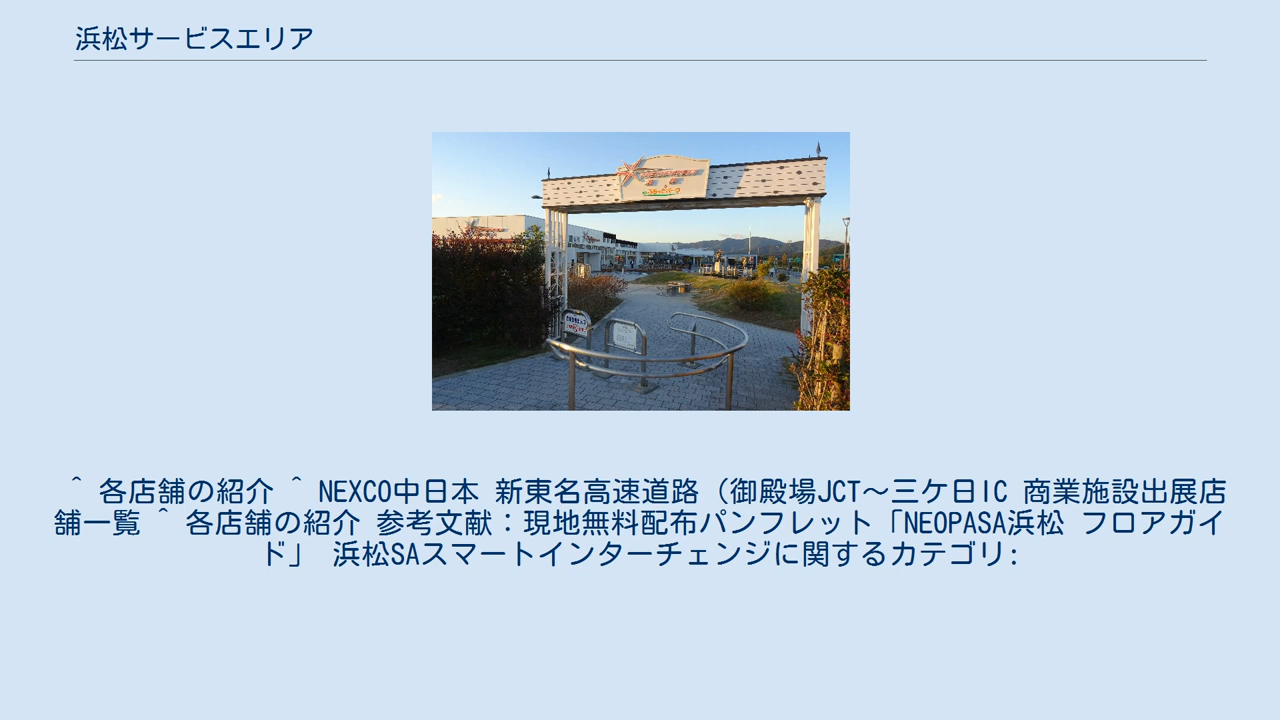 浜松サービスエリア
^ 各店舗の紹介 ^ NEXCO中日本 新東名高速道路（御殿場JCT～三ケ日IC 商業施設出展店
舗一覧 ^ 各店舗の紹介 参考文献：現地無料配布パンフレット「NEOPASA浜松 フロアガイ
ド」 浜松SAスマートインターチェンジに関するカテゴリ: